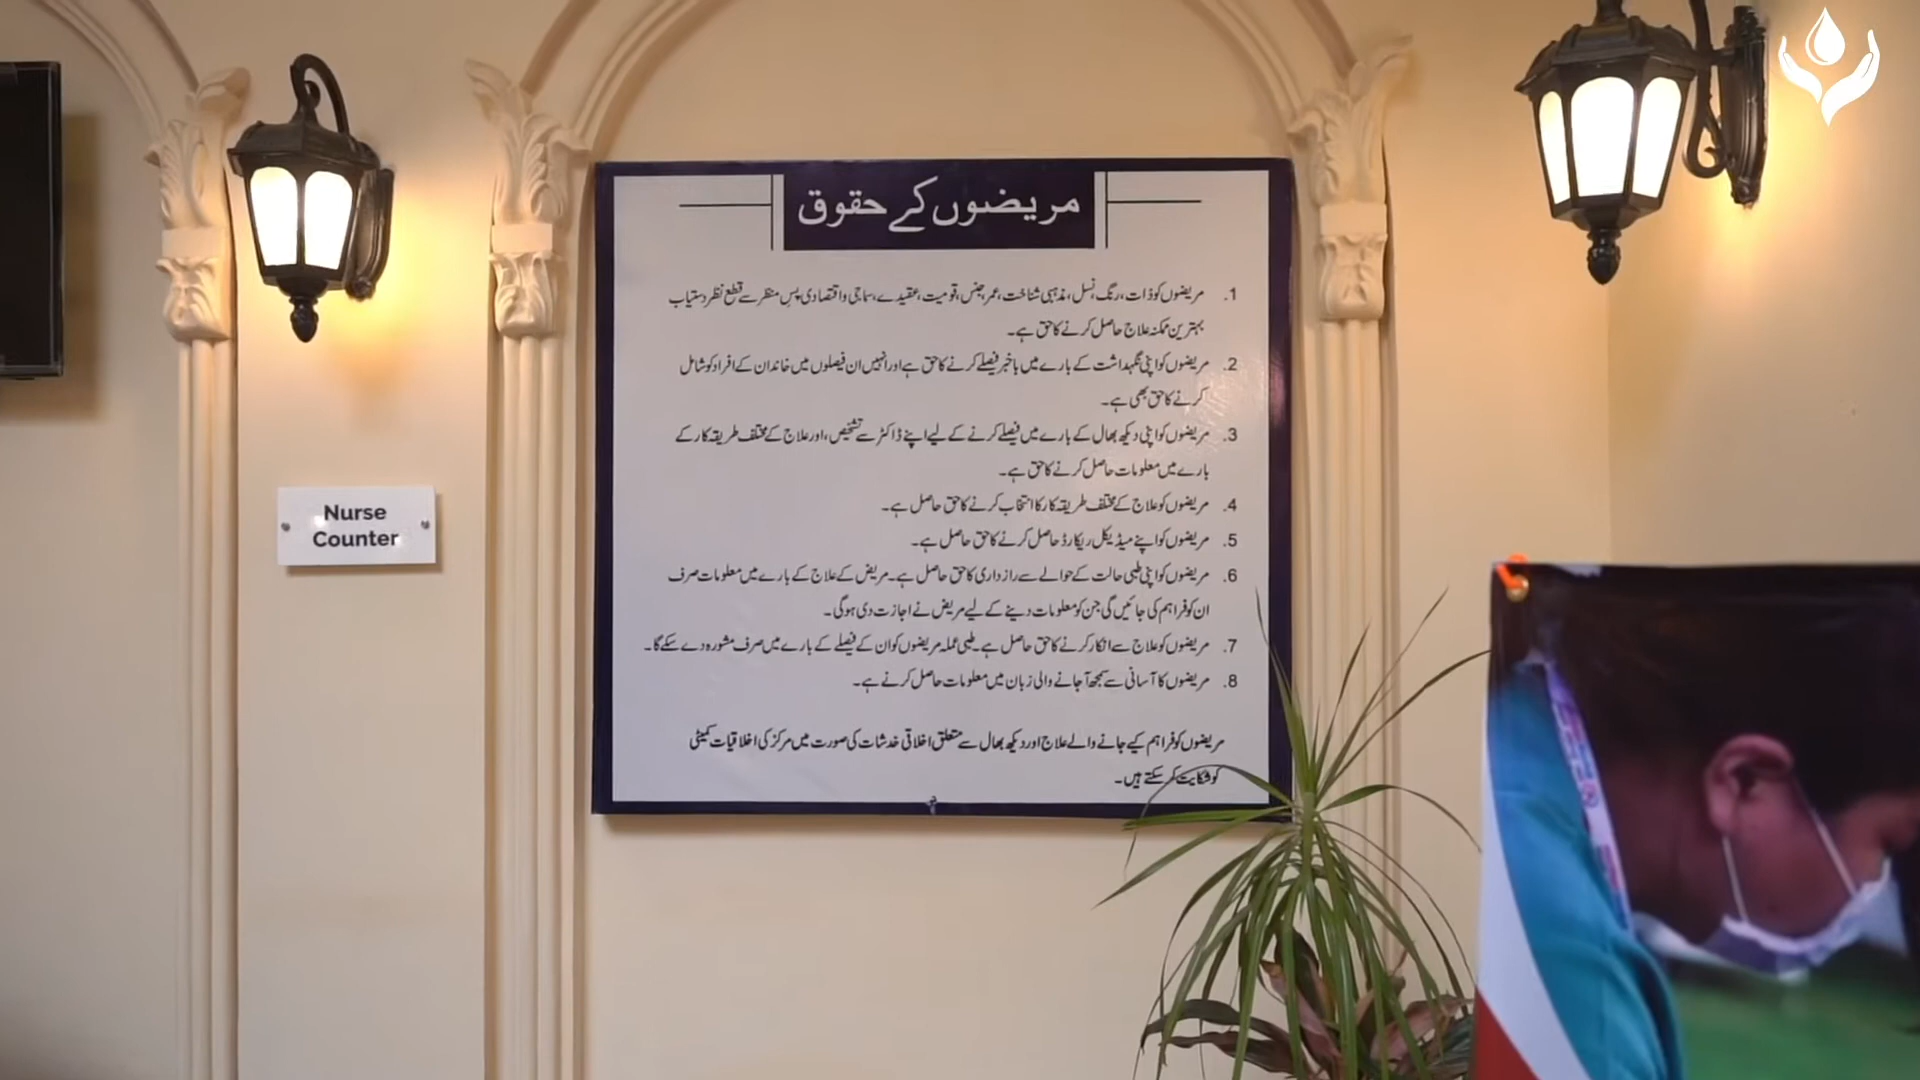 مریضوں کے حقوق
1. مریضوں کو ذات، رنگ، نسل، مذہبی شناخت، عمر، جنس، قومیت، عقیدے، سماجی و اقتصادی پسِ منظر سے قطع نظر دستیاب
بہترین ممکنہ علاج حاصل کرنے کا حق ہے۔
2. مریضوں کو اپنی نگہداشت کے بارے میں باخبر فیصلے کرنے کا حق ہے اور انہیں ان فیصلوں میں خاندان کے افراد کو شامل
کرنے کا حق بھی ہے۔
3. مریضوں کو اپنی دیکھ بھال کے بارے میں فیصلے کرنے کے لیے اپنے ڈاکٹر سے تشخیص، اور علاج کے مختلف طریقہ کار کے
بارے میں معلومات حاصل کرنے کا حق ہے۔
4. مریضوں کو علاج کے مختلف طریقہ کار کا انتخاب کرنے کا حق حاصل ہے۔
5. مریضوں کو اپنے میڈیکل ریکارڈ حاصل کرنے کا حق حاصل ہے۔
6. مریضوں کو اپنی طبی حالت کے حوالے سے رازداری کا حق حاصل ہے۔ مریض کے علاج کے بارے میں معلومات صرف
ان کو فراہم کی جائیں گی جن کو معلومات دینے کے لیے مریض نے اجازت دی ہوگی۔
7. مریضوں کو علاج سے انکار کرنے کا حق حاصل ہے۔ طبی عملہ مریضوں کو ان کے فیصلے کے بارے میں صرف مشورہ دے سکے گا۔
8. مریضوں کا آسانی سے سمجھ آ جانے والی زبان میں معلومات حاصل کرنے ہے۔
مریضوں کو فراہم کیے جانے والے علاج اور دیکھ بھال سے متعلق اخلاقی خدشات کی صورت میں مرکز کی اخلاقیات کمیٹی
کو شکایت کر سکتے ہیں۔
Nurse
Counter